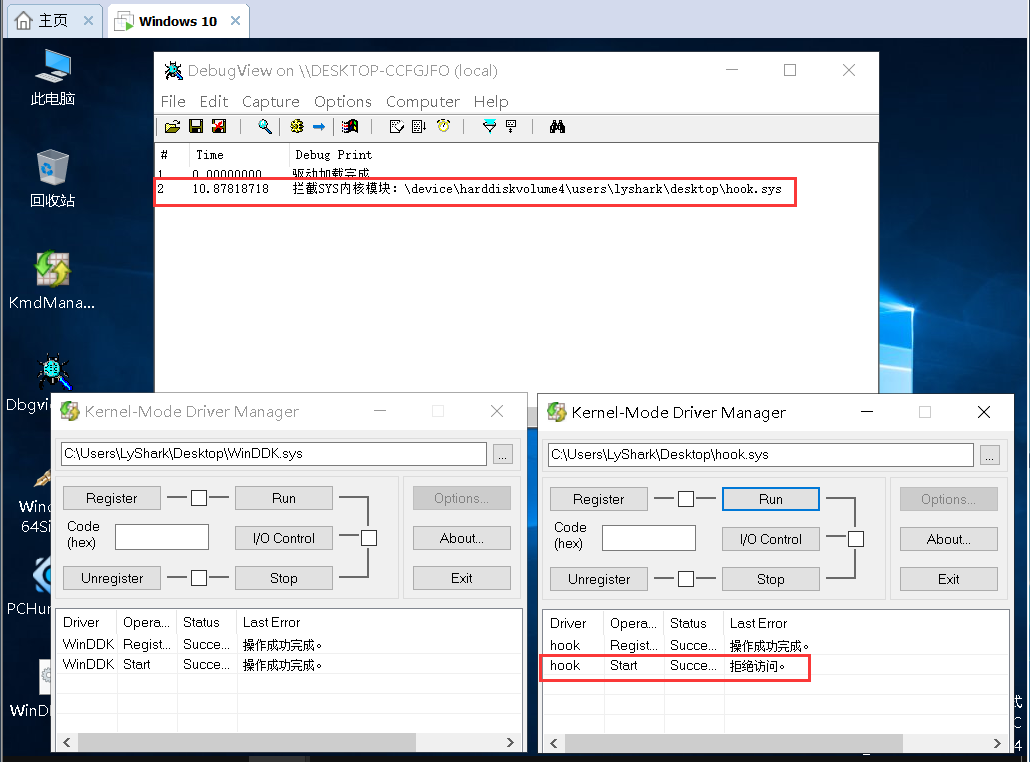 主页
Windows 10
此电脑
回收站
KmdMana...
DebugView on \\DESKTOP-CCFGJFO (local)
File Edit Capture Options Computer Help
# Time Debug Print
1 0.00000000 驱动加载完成
2 10.87818718 拦截SYS内核模块: \device\harddiskvolume4\users\lyshark\desktop\hook.sys
Kernel-Mode Driver Manager
C:\Users\LyShark\Desktop\WinDDK.sys
...
Register Run Options...
Code
(hex)
I/O Control About...
Unregister Stop Exit
Driver Opera... Status Last Error
WinDDK Regist... Succe... 操作成功完成。
WinDDK Start Succe... 操作成功完成。
Kernel-Mode Driver Manager
C:\Users\LyShark\Desktop\hook.sys
...
Register Run Options...
Code
(hex)
I/O Control About...
Unregister Stop Exit
Driver Opera... Status Last Error
hook Regist... Succe... 操作成功完成。
hook Start Succe... 拒绝访问。